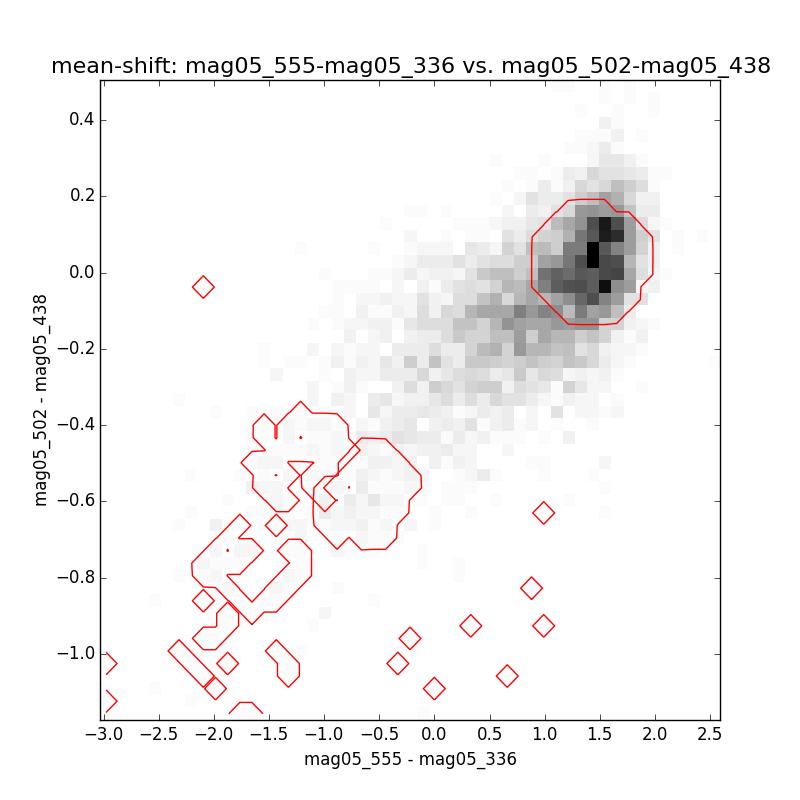 mean-shift: mag05_555-mag05_336 vs. mag05_502-mag05_438
0.4
0.2
0.0
−0.2
−0.4
−0.6
−0.8
−1.0
mag05_502 - mag05_438
−3.0 −2.5 −2.0 −1.5 −1.0 −0.5 0.0 0.5 1.0 1.5 2.0 2.5
mag05_555 - mag05_336